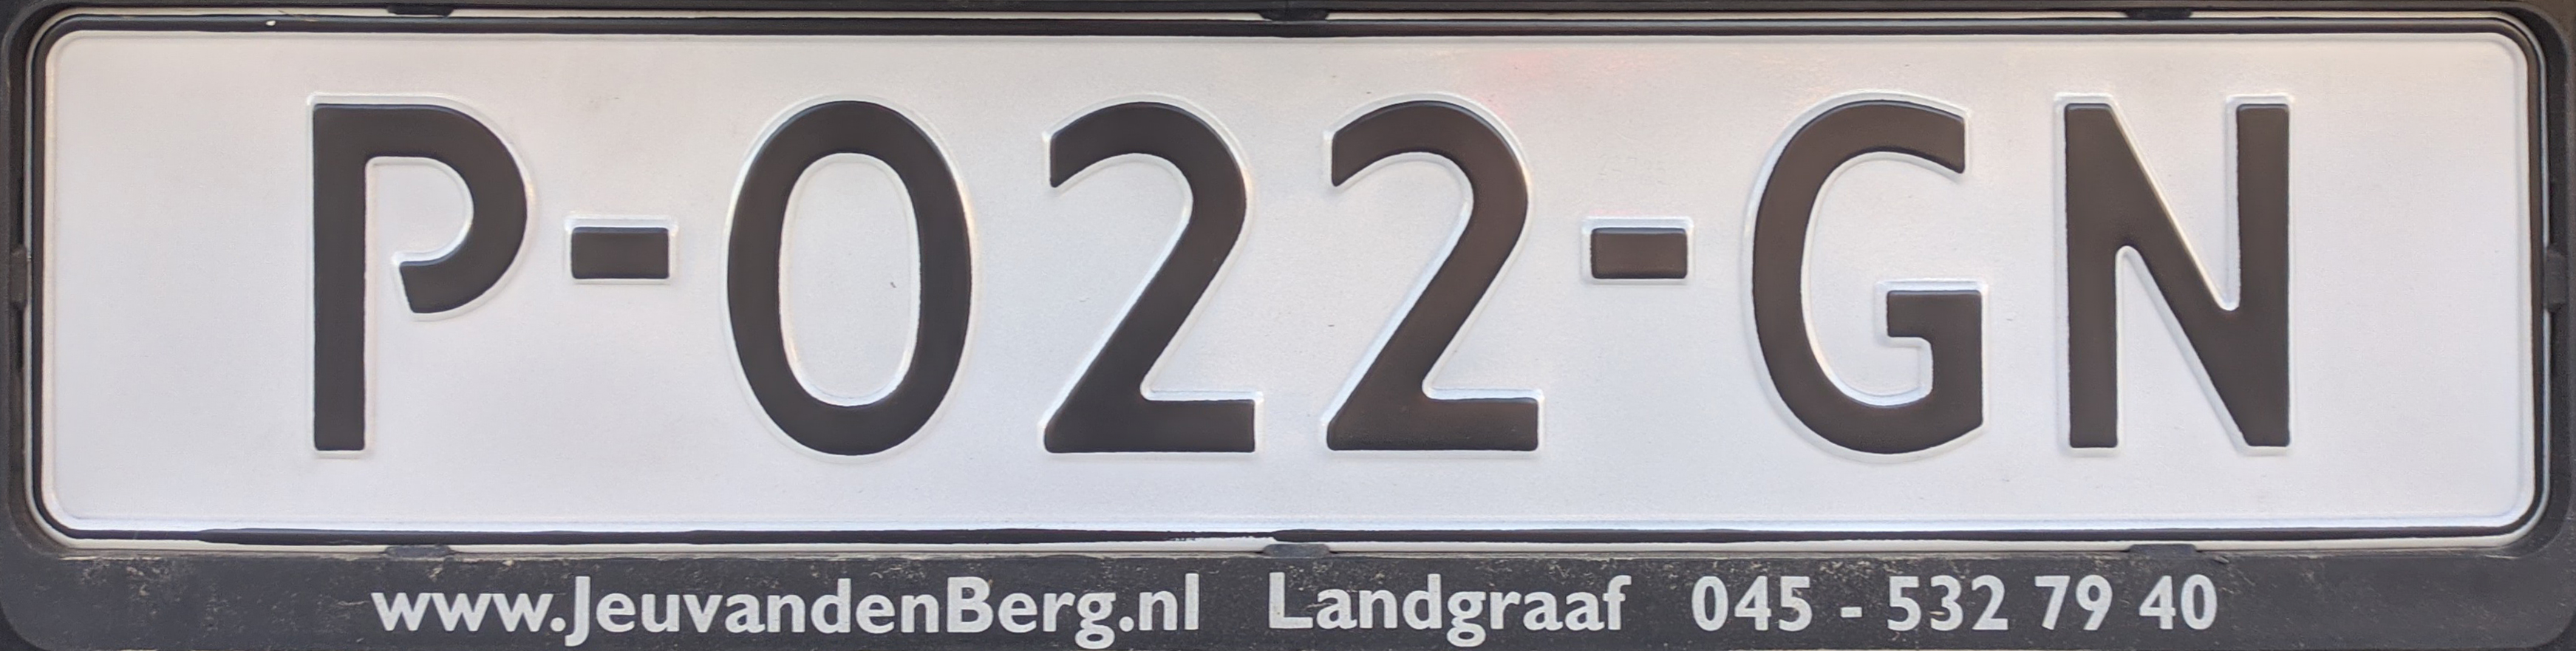 P-022-GN
www.JeuvandenBerg.nl Landgraaf 045 - 532 79 40